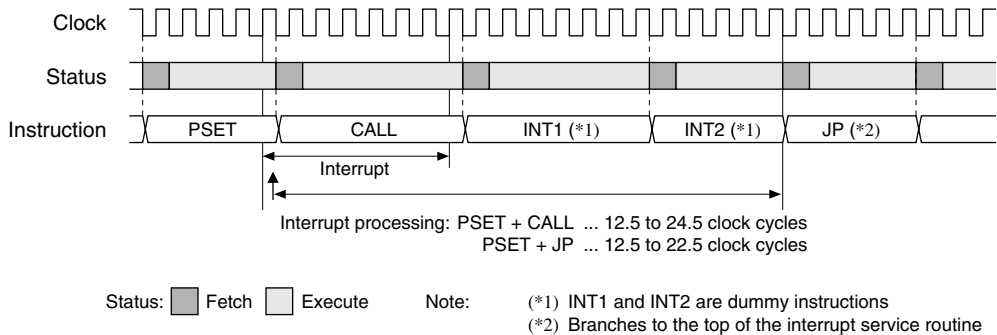 Clock
Status
Instruction PSET CALL INT1 (*1) INT2 (*1) JP (*2)
Interrupt
Interrupt processing: PSET + CALL ... 12.5 to 24.5 clock cycles
PSET + JP ... 12.5 to 22.5 clock cycles
Status: Fetch Execute Note: (*1) INT1 and INT2 are dummy instructions
(*2) Branches to the top of the interrupt service routine